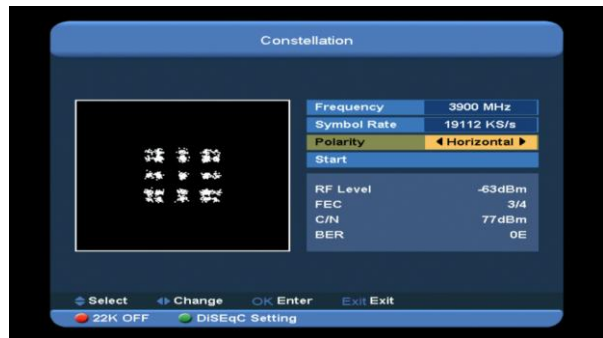 Constellation
Frequency 3900 MHz
Symbol Rate 19112 KS/s
Polarity Horizontal
Start
RF Level -63dBm
FEC 3/4
C/N 77dBm
BER 0E
Select Change OK Enter Exit Exit
22K OFF DiSEqC Setting